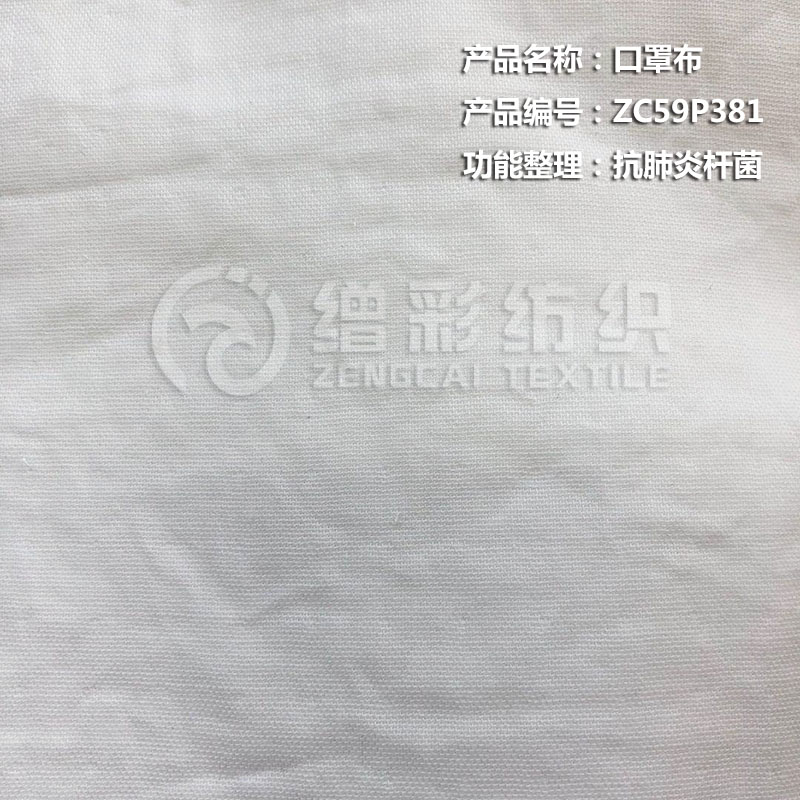 产品名称：口罩布
产品编号：ZC59P381
功能整理：抗肺炎杆菌
缯彩纺织
ZENGCAI TEXTILE